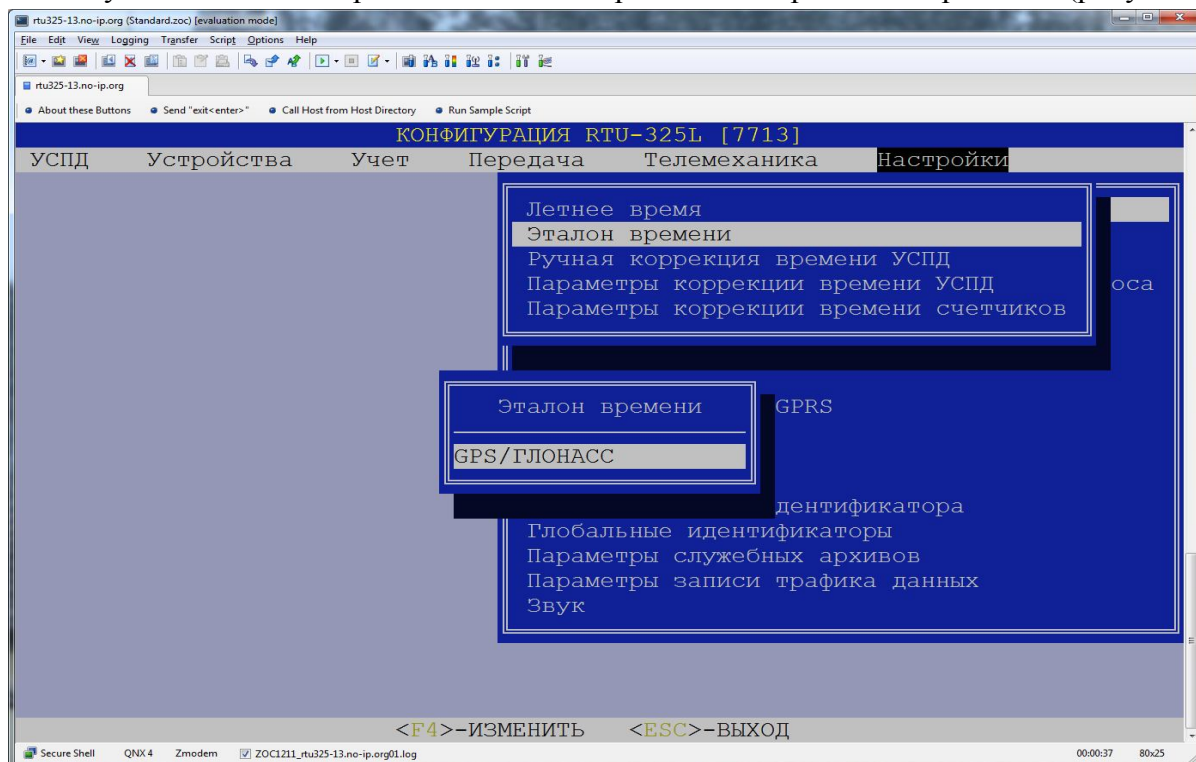 rtu325-13.no-ip.org (Standard.zoc) [evaluation mode]
File Edit View Logging Transfer Script Options Help
rtu325-13.no-ip.org
About these Buttons Send "exit<enter>" Call Host from Host Directory Run Sample Script
КОНФИГУРАЦИЯ RTU-325L [7713]
УСПД Устройства Учет Передача Телемеханика Настройки
Летнее время
Эталон времени
Ручная коррекция времени УСПД
Параметры коррекции времени УСПД оса
Параметры коррекции времени счетчиков
Эталон времени GPRS
GPS/ГЛОНАСС
дентификатора
Глобальные идентификаторы
Параметры служебных архивов
Параметры записи трафика данных
Звук
<F4>-ИЗМЕНИТЬ <ESC>-ВЫХОД
Secure Shell QNX 4 Zmodem ZOC1211_rtu325-13.no-ip.org01.log 00:00:37 80x25